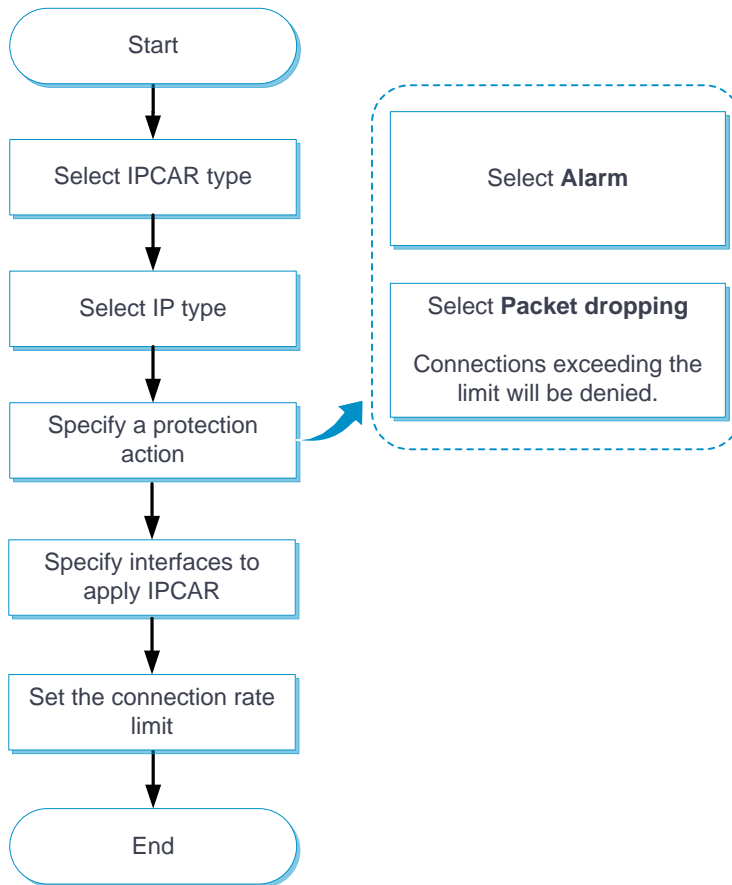 Start
Select IPCAR type
Select IP type
Specify a protection
action
Specify interfaces to
apply IPCAR
Set the connection rate
limit
End
Select Alarm
Select Packet dropping
Connections exceeding the
limit will be denied.